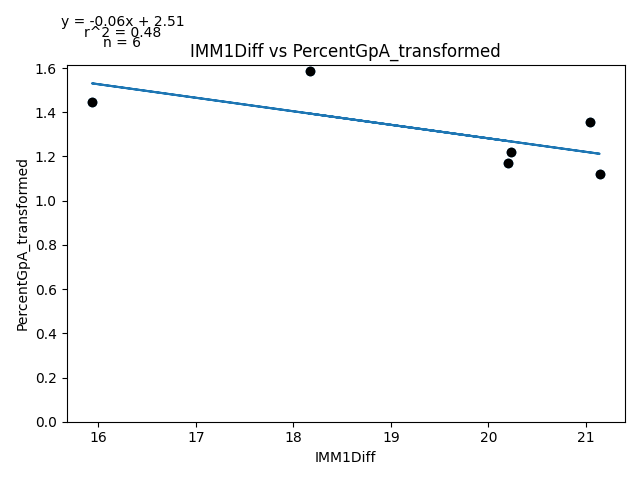 y = -0.06x + 2.51
r^2 = 0.48
n = 6
IMM1Diff vs PercentGpA_transformed
PercentGpA_transformed
1.6
1.4
1.2
1.0
0.8
0.6
0.4
0.2
0.0
16 17 18 19 20 21
IMM1Diff